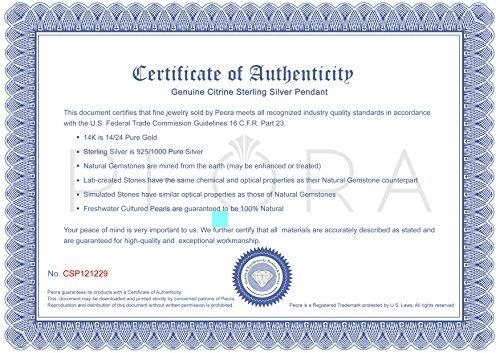 Certificate of Authenticity
Genuine Citrine Sterling Silver Pendant
This document certifies that fine jewelry sold by Peora meets all recognized industry quality standards in accordance
with the U.S. Federal Trade Commission Guidelines 16 C.F.R. Part 23.
• 14K is 14/24 Pure Gold
• Sterling Silver is 925/1000 Pure Silver
• Natural Gemstones are mined from the earth (may be enhanced or treated)
• Lab-created Stones have the same chemical and optical properties as their Natural Gemstone counterpart
• Simulated Stones have similar optical properties as those of Natural Gemstones
• Freshwater Cultured Pearls are guaranteed to be 100% Natural
PEORA
Your peace of mind is very important to us. We further certify that all materials are accurately described as stated and
are guaranteed for high-quality and exceptional workmanship.
No. CSP121229
Peora guarantees its products with a Certificate of Authenticity.
This document may be downloaded and printed strictly by concerned patrons of Peora
Reproduction and distribution of this document without written permission is prohibited.
Peora is a Registered Trademark protected by U.S. Laws. All rights reserved